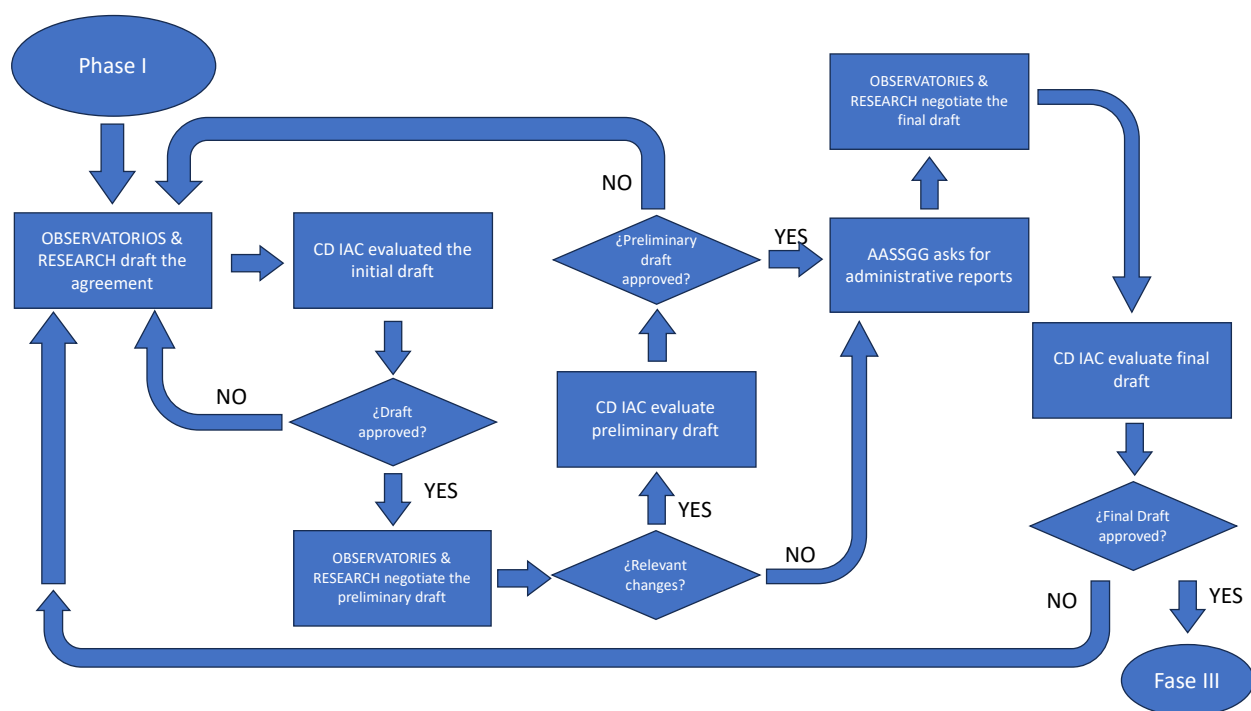 Phase I
OBSERVATORIOS &
RESEARCH draft the
agreement
CD IAC evaluated the
initial draft
¿Draft
approved?
NO
YES
OBSERVATORIES &
RESEARCH negotiate the
preliminary draft
¿Relevant
changes?
YES
NO
CD IAC evaluate
preliminary draft
¿Preliminary
draft
approved?
NO
YES
AASSGG asks for
administrative reports
OBSERVATORIES &
RESEARCH negotiate the
final draft
CD IAC evaluate final
draft
¿Final Draft
approved?
NO
YES
Fase III